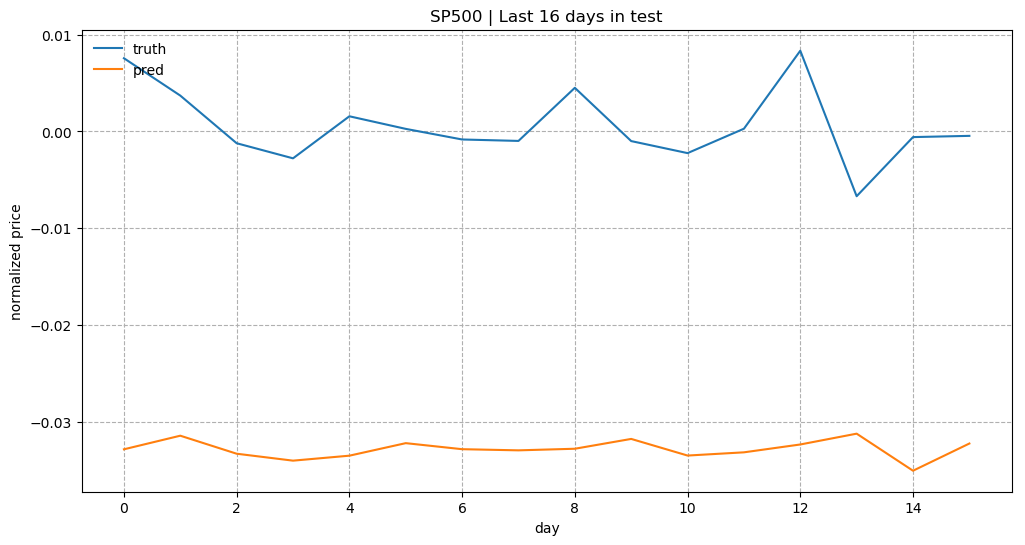 SP500 | Last 16 days in test
truth
pred
0.01
0.00
−0.01
−0.02
−0.03
normalized price
0 2 4 6 8 10 12 14
day